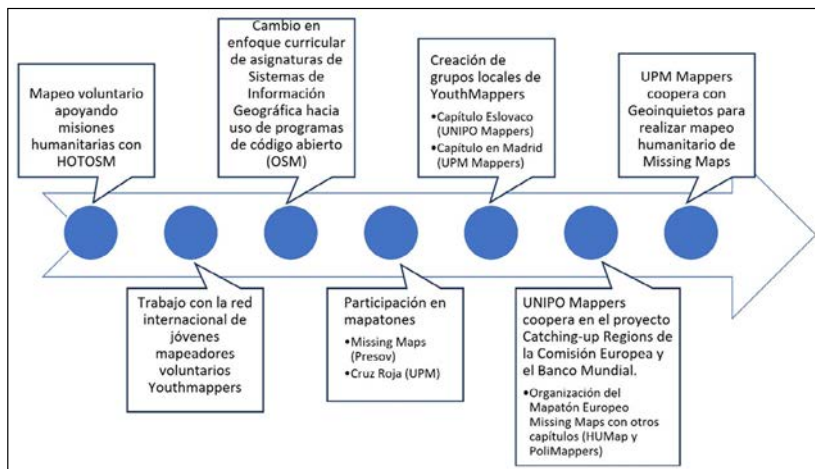 Mapeo voluntario
apoyando
misiones
humanitarias con
HOTOSM
Trabajo con la red
internacional de
jóvenes
mapeadores
voluntarios
Youthmappers
Cambio en
enfoque curricular
de asignaturas de
Sistemas de
Información
Geográfica hacia
uso de programas
de código abierto
(OSM)
Participación en
mapatones
•Missing Maps
(Presov)
•Cruz Roja (UPM)
Creación de
grupos locales de
YouthMappers
•Capítulo Eslovaco
(UNIPO Mappers)
•Capítulo en Madrid
(UPM Mappers)
UNIPO Mappers
coopera en el proyecto
Catching-up Regions de
la Comisión Europea y
el Banco Mundial.
•Organización del
Mapatón Europeo
Missing Maps con otros
capítulos (HUMap y
PoliMappers)
UPM Mappers
coopera con
Geoinquietos para
realizar mapeo
humanitario de
Missing Maps